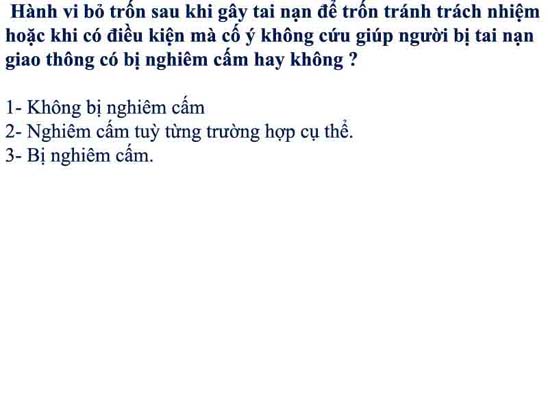 Hành vi bỏ trốn sau khi gây tai nạn để trốn tránh trách nhiệm
hoặc khi có điều kiện mà cố ý không cứu giúp người bị tai nạn
giao thông có bị nghiêm cấm hay không ?
1- Không bị nghiêm cấm
2- Nghiêm cấm tuỳ từng trường hợp cụ thể.
3- Bị nghiêm cấm.